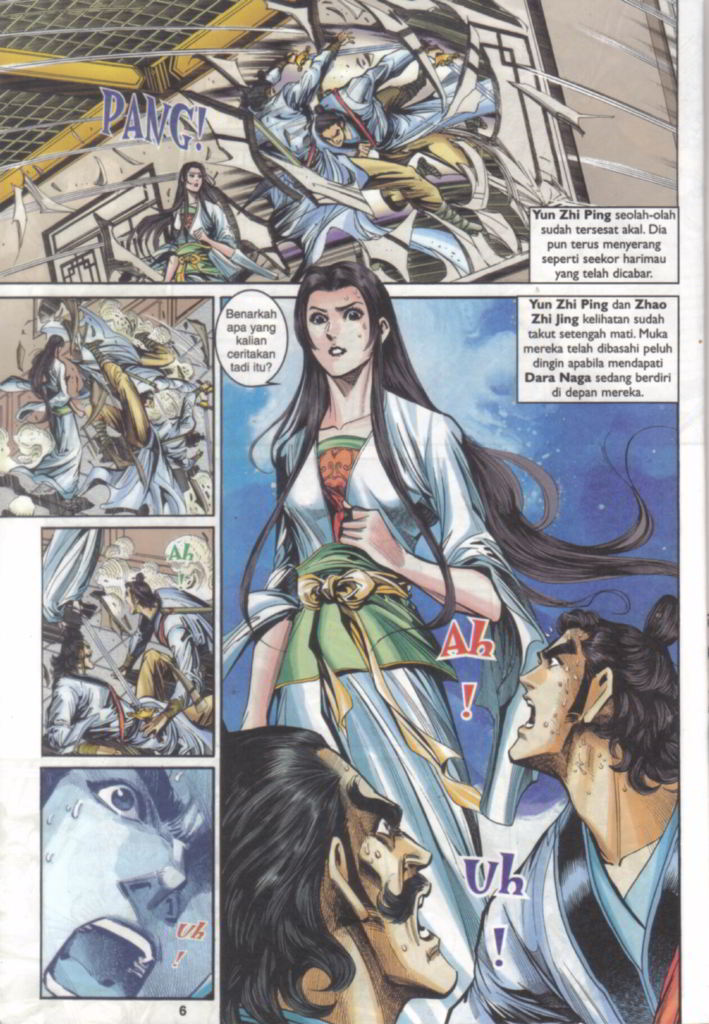 PANG!
Yun Zhi Ping seolah-olah
sudah tersesat akal. Dia
pun terus menyerang
seperti seekor harimau
yang telah dicabar.
Benarkah
apa yang
kalian
ceritakan
tadi itu?
Yun Zhi Ping dan Zhao
Zhi Jing kelihatan sudah
takut setengah mati. Muka
mereka telah dibasahi peluh
dingin apabila mendapati
Dara Naga sedang berdiri
di depan mereka.
Ah
!
Ah
!
Uh
!
Uh
!
6